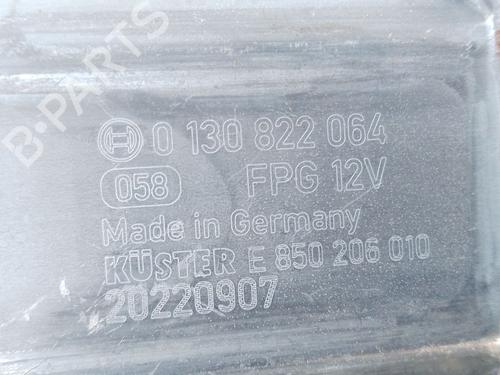 B-PARTS
0 130 822 064
058 FPG 12V
Made in Germany
KÜSTER E 850 206 010
20220907